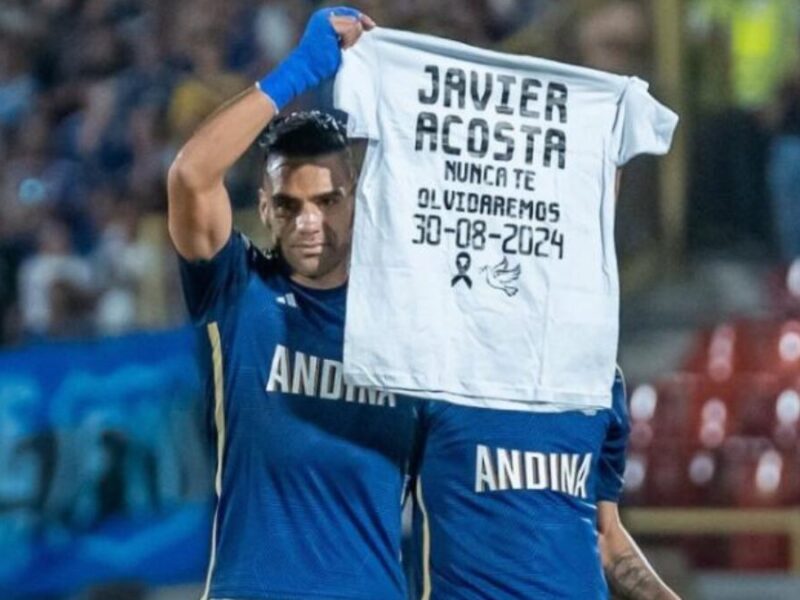 JAVIER
ACOSTA
NUNCA TE
OLVIDAREMOS
30-08-2024
ANDINA
ANDINA